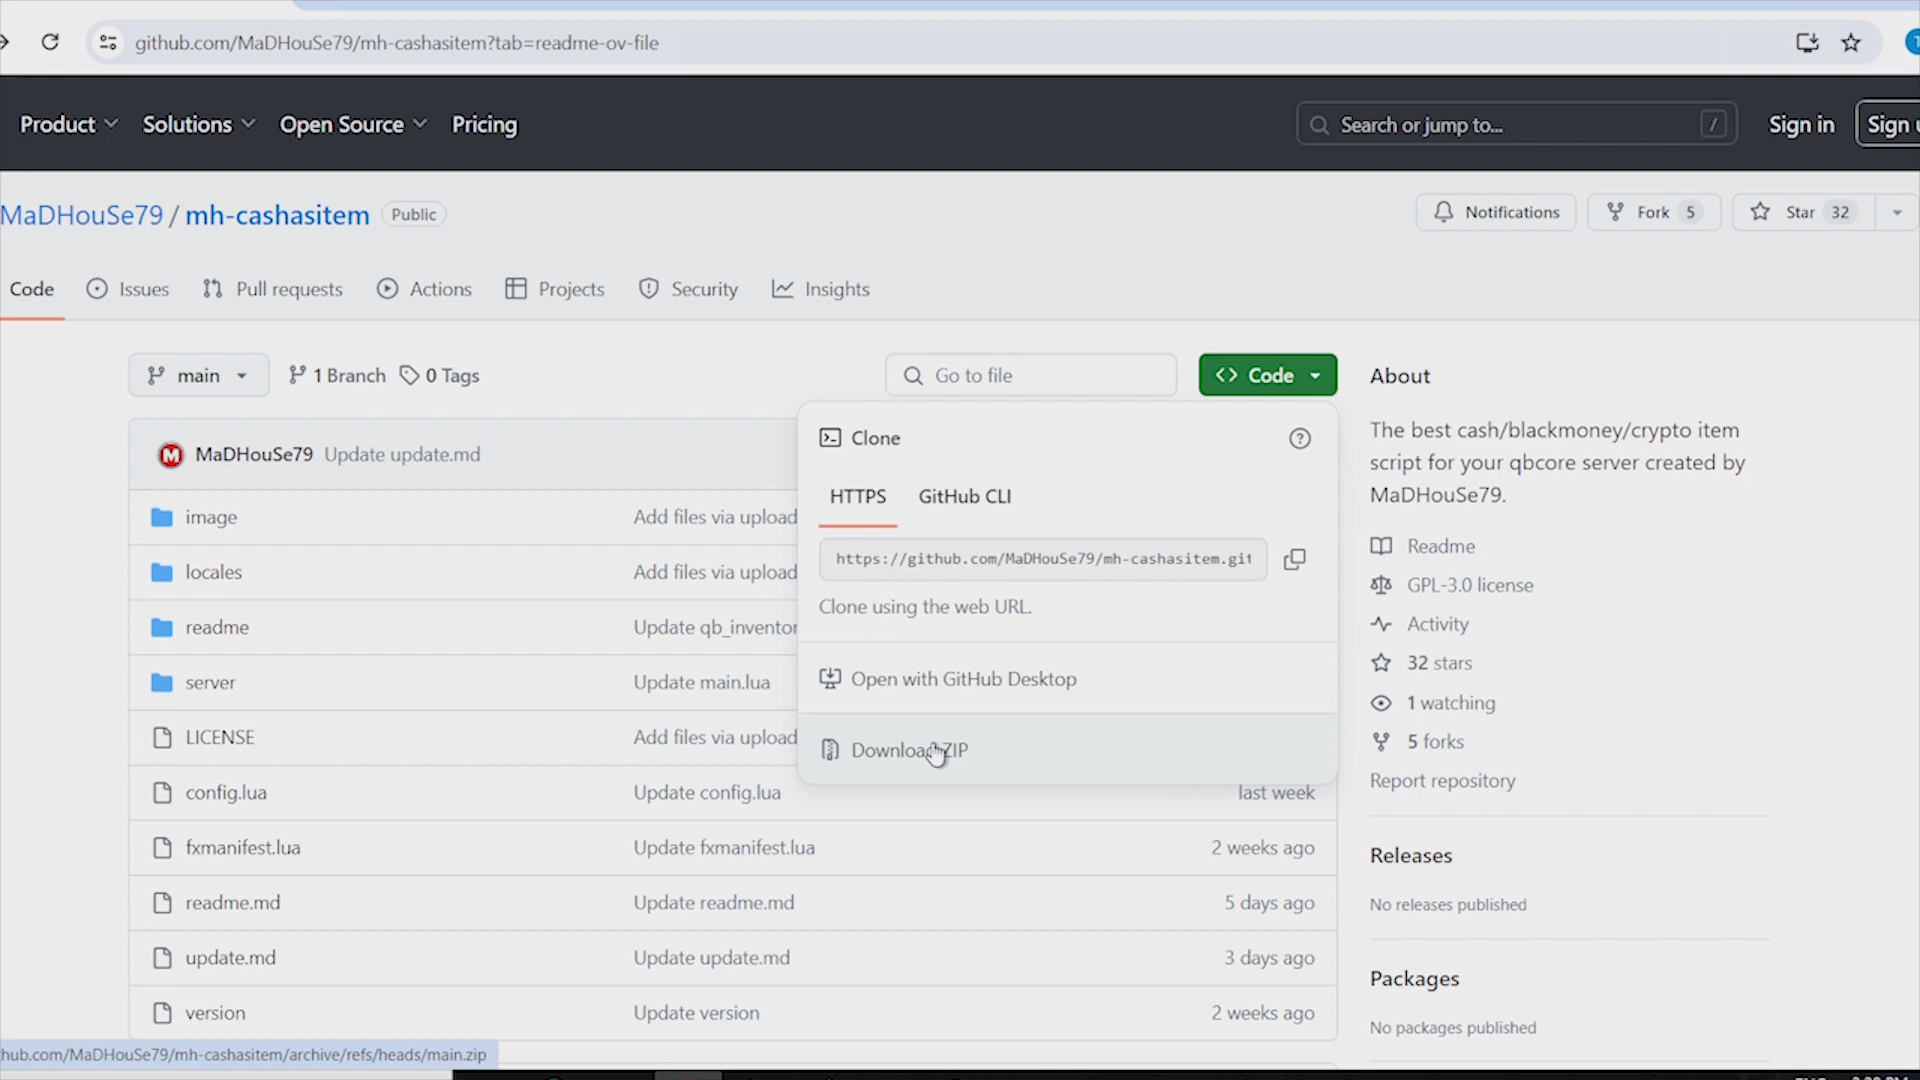 github.com/MaDHouSe79/mh-cashasitem?tab=readme-ov-file
Product Solutions Open Source Pricing Search or jump to... / Sign in Sign
MaDHouSe79 / mh-cashasitem Public Notifications Fork 5 Star 32
Code Issues Pull requests Actions Projects Security Insights
main 1 Branch 0 Tags Go to file Code
MaDHouSe79 Update update.md
image Add files via upload
locales Add files via upload
readme Update qb_inventor
server Update main.lua
LICENSE Add files via upload
config.lua Update config.lua last week
fxmanifest.lua Update fxmanifest.lua 2 weeks ago
readme.md Update readme.md 5 days ago
update.md Update update.md 3 days ago
version Update version 2 weeks ago
Clone
HTTPS GitHub CLI
https://github.com/MaDHouSe79/mh-cashasitem.git
Clone using the web URL.
Open with GitHub Desktop
Download ZIP
About
The best cash/blackmoney/crypto item
script for your qbcore server created by
MaDHouSe79.
Readme
GPL-3.0 license
Activity
32 stars
1 watching
5 forks
Report repository
Releases
No releases published
Packages
No packages published
hub.com/MaDHouSe79/mh-cashasitem/archive/refs/heads/main.zip